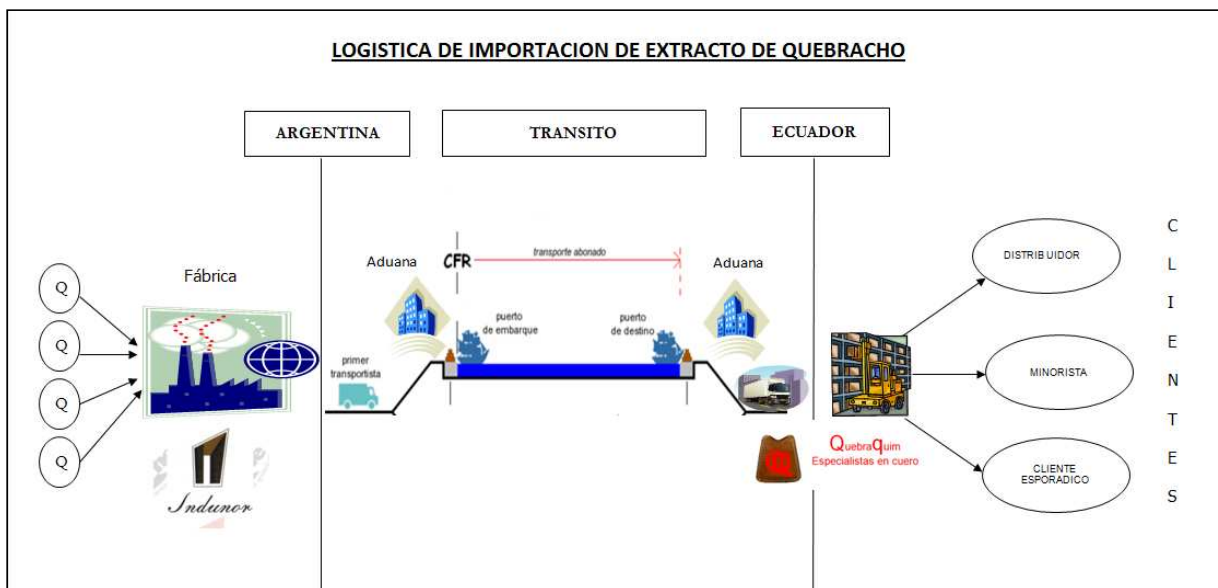 LOGISTICA DE IMPORTACION DE EXTRACTO DE QUEBRACHO
ARGENTINA
TRÁNSITO
ECUADOR
Fábrica
Q
Q
Q
Q
Indunor
primer
transportista
Aduana
CFR
transporte abonado
puerto
de embarque
puerto
de destino
Aduana
QuebraQuim
Especialistas en cuero
DISTRIBUIDOR
MINORISTA
CLIENTE
ESPORADICO
C
L
I
E
N
T
E
S